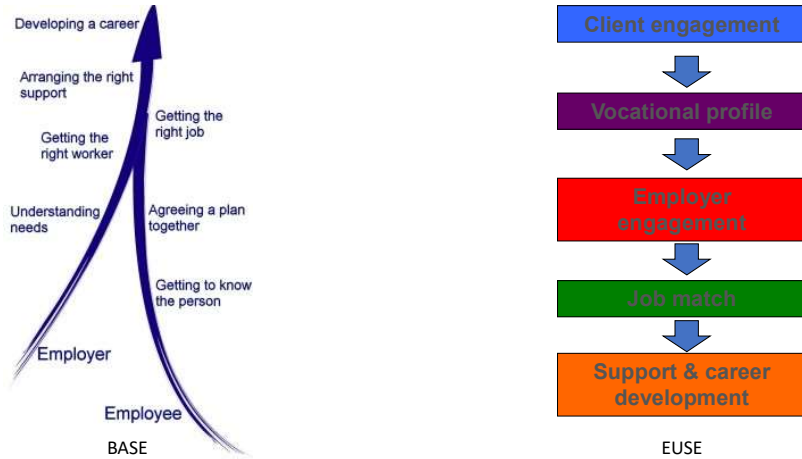 Developing a career
Arranging the right
support
Getting the
right job
Getting the
right worker
Understanding
needs
Agreeing a plan
together
Getting to know
the person
Employer
Employee
BASE
Client engagement
Vocational profile
Employer
engagement
Job match
Support & career
development
EUSE